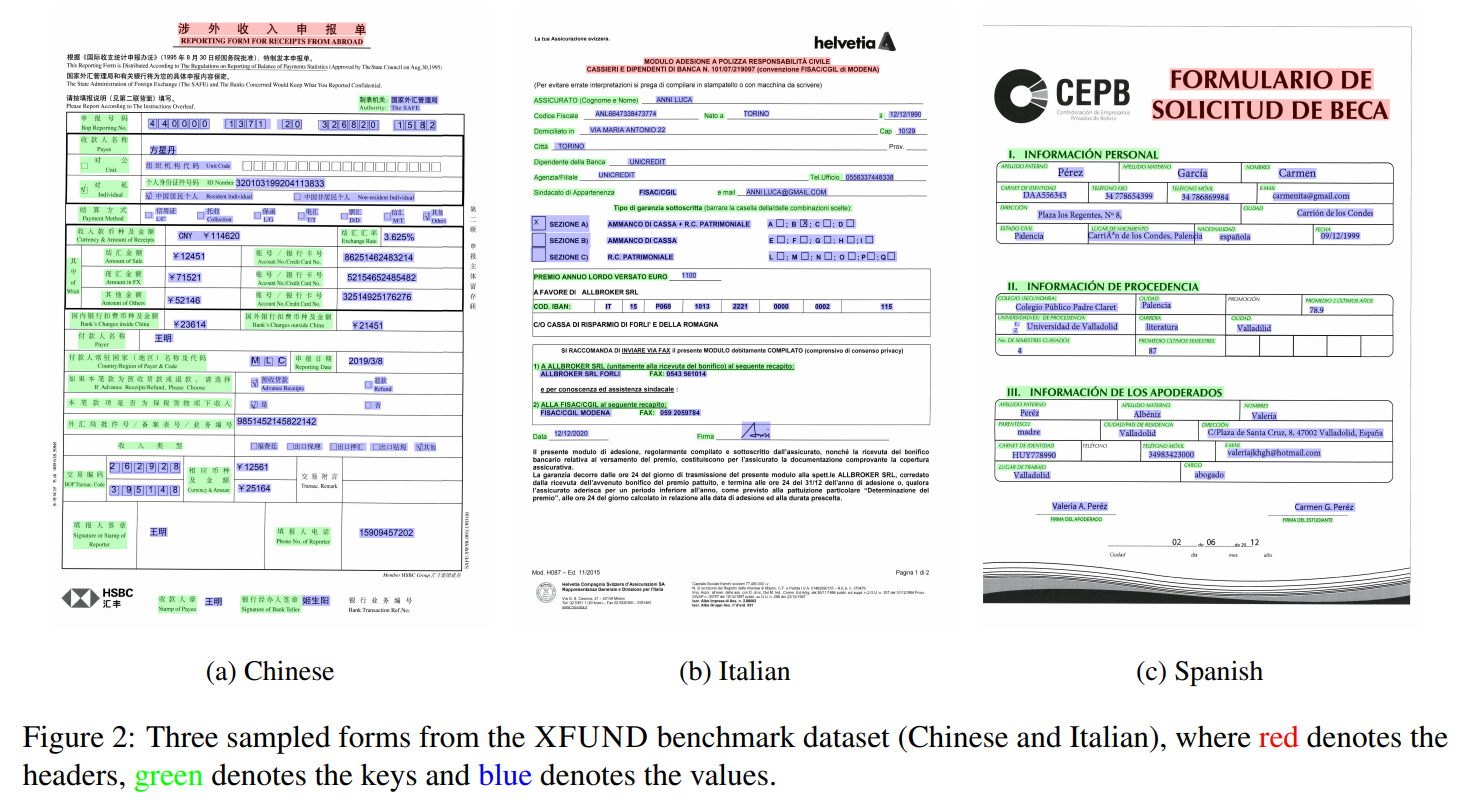 涉 外 收 入 申 报 单
REPORTING FORM FOR RECEIPTS FROM ABROAD
根据《国际收支统计申报办法》(1995 年 8 月 30 日经国务院批准), 特制发本申报单。
This Reporting Form is Distributed According to The Regulations on Reporting of Balance of Payments Statistics (Approved by The State Council on Aug,30,1995)
国家外汇管理局和有关银行将为您的具体申报内容保密。
The State Administration of Foreign Exchange (The SAFE) and The Banks Concerned Would Keep What You Reported Confidential.
请按填报说明(见第二联背面)填写。
Please Report According to The Instructions Overleaf.
制表机关: 国家外汇管理局
Authority: The SAFE
申 报 号 码
Bop Reporting No.
440000 1371 20 326820 1582
收款人名称
Payee
方星丹
对 公
Unit
组织机构代码 Unit Code
对 私
Individual
个人身份证件号码 ID Number 320103199204113833
中国居民个人 Resident Individual 中国非居民个人 Non-resident Individual
结 算 方 式
Payment Method
信用证 L/C
托收 Collection
保函 L/G
电汇 T/T
票汇 D/D
信汇 M/T
其他 Others
收入款币种及金额
Currency & Amount of Receipts
CNY ￥114620
结 汇 汇 率
Exchange Rate
3.625%
其
中
of
Which
结汇金额
Amount of Sale
￥12451
账号/银行卡号
Account No./Credit Card No.
86251462483214
现汇金额
Amount in FX
￥71521
账号/银行卡号
Account No./Credit Card No.
52154652485482
其他金额
Amount of Others
￥52146
账号/银行卡号
Account No./Credit Card No.
32514925176276
国内银行扣费币种及金额
Bank's Charges inside China
￥23614
国外银行扣费币种及金额
Bank's Charges outside China
￥21451
付款人名称
Payer
王明
付款人常驻国家(地区)名称及代码
Country/Region of Payer & Code
M L C
申报日期
Reporting Date
2019/3/8
如果本笔款为预收货款或退款, 请选择
If Advance Receipts/Refund, Please Choose
预收货款
Advance Receipts
退款
Refund
本笔款项是否为保税货物项下收入
是
否
外汇局批件号/备案表号/业务编号
9851452145822142
收 入 类 型
福费廷 出口保理 出口押汇 出口贴现 其他
交易编码
BOP Transac. Code
262928
395148
相应币种
及 金 额
Currency & Amount
￥12561
￥25164
交易附言
Transac. Remark
填报人签章
Signature or Stamp of
Reporter
王明
填报人电话
Phone No. of Reporter
15909457202
第二联 申报主体留存联
Member HSBC Group 汇丰集团成员
HSBC
汇丰
收款人章
Stamp of Payee
王明
银行经办人签章
Signature of Bank Teller
姬生阳
银行业务编号
Bank Transaction Ref.No.
(a) Chinese
La tua Assicurazione svizzera.
helvetia
MODULO ADESIONE A POLIZZA RESPONSABILITÀ CIVILE
CASSIERI E DIPENDENTI DI BANCA N. 101/07/219097 (convenzione FISAC/CGIL di MODENA)
(Per evitare errate interpretazioni si prega di compilare in stampatello o con macchina da scrivere)
ASSICURATO (Cognome e Nome) ANNI LUCA
Codice Fiscale ANL6647338473774 Nato a TORINO il 12/12/1990
Domiciliato in VIA MARIA ANTONIO 22 Cap 10129
Città TORINO Prov.
Dipendente della Banca UNICREDIT
Agenzia/Filiale UNICREDIT Tel.Ufficio 0556337448338
Sindacato di Appartenenza FISAC/CGIL e mail ANNI LUCA@GMAIL.COM
Tipo di garanzia sottoscritta (barrare la casella della/delle combinazioni scelte):
X SEZIONE A) AMMANCO DI CASSA + R.C. PATRIMONIALE A ; B X ; C ; D
SEZIONE B) AMMANCO DI CASSA E ; F ; G ; H ; I
SEZIONE C) R.C. PATRIMONIALE L ; M ; N ; O ; P ; Q
PREMIO ANNUO LORDO VERSATO EURO 1100
A FAVORE DI ALLBROKER SRL
COD. IBAN: IT 15 P060 1013 2221 0000 0002 115
C/O CASSA DI RISPARMIO DI FORLI' E DELLA ROMAGNA
SI RACCOMANDA DI INVIARE VIA FAX il presente MODULO debitamente COMPILATO (comprensivo di consenso privacy)
1) A ALLBROKER SRL (unitamente alla ricevuta del bonifico) al seguente recapito:
ALLBROKER SRL FORLI FAX: 0543 561014
e per conoscenza ed assistenza sindacale :
2) ALLA FISAC/CGIL al seguente recapito:
FISAC/CGIL MODENA FAX: 059 2059784
Data 12/12/2020 Firma
Il presente modulo di adesione, regolarmente compilato e sottoscritto dall'assicurato, nonché la ricevuta del bonifico
bancario relativa al versamento del premio, costituiscono per l'assicurato la documentazione comprovante la copertura
assicurativa.
La garanzia decorre dalle ore 24 del giorno di trasmissione del presente modulo alla spett.le ALLBROKER SRL, corredato
dalla ricevuta dell'avvenuto bonifico del premio pattuito, e termina alle ore 24 del 31/12 dell'anno di adesione o, qualora
l'assicurato aderisca per un periodo inferiore all'anno, come previsto alla pattuizione particolare “Determinazione del
premio”, alle ore 24 del giorno calcolato in relazione alla data di adesione ed alla durata prescelta.
Mod. H087 – Ed. 11/2015 Pagina 1 di 2
Helvetia Compagnia Svizzera d'Assicurazioni SA
Rappresentanza Generale e Direzione per l'Italia
(b) Italian
CEPB
Confederación de Empresarios
Privados de Bolivia
FORMULARIO DE
SOLICITUD DE BECA
I. INFORMACIÓN PERSONAL
APELLIDO PATERNO APELLIDO MATERNO NOMBRES
Pérez García Carmen
CARNET DE IDENTIDAD TELÉFONO FIJO TELÉFONO MÓVIL E-MAIL
DAA556343 34 778654399 34 786869984 carmenita@gmail.com
DIRECCIÓN CIUDAD
Plaza los Regentes, Nº 8, Carrión de los Condes
ESTADO CIVIL LUGAR DE NACIMIENTO NACIONALIDAD FECHA
Palencia CarriÃ³n de los Condes, Palencia española 09/12/1999
II. INFORMACIÓN DE PROCEDENCIA
COLEGIO (SECUNDARIA) CIUDAD PROMOCIÓN PROMEDIO 2 ÚLTIMOS AÑOS
Colegio Público Padre Claret Palencia 78.9
UNIVERSIDAD(ES) DE PROCEDENCIA CARRERA CIUDAD
1. 2. Universidad de Valladolid literatura Valladilid
No. DE SEMESTRES CURSADOS PROMEDIO ÚLTIMOS SEMESTRES
4 87
III. INFORMACIÓN DE LOS APODERADOS
APELLIDO PATERNO APELLIDO MATERNO NOMBRES
Peréz Albéniz Valeria
PARENTESCO CIUDAD/PAÍS DE RESIDENCIA DIRECCIÓN
madre Valladolid C/Plaza de Santa Cruz, 8, 47002 Valladolid, España
CARNET DE IDENTIDAD TELÉFONO TELÉFONO MÓVIL E-MAIL
HUY778990 34983423000 valeriajkhgh@hotmail.com
LUGAR DE TRABAJO CARGO
Valladolid abogado
Valeria A. Peréz Carmen G. Peréz
FIRMA DEL APODERADO FIRMA DEL ESTUDIANTE
02 de 06 de 20 12
Ciudad día mes año
(c) Spanish
Figure 2: Three sampled forms from the XFUND benchmark dataset (Chinese and Italian), where red denotes the
headers, green denotes the keys and blue denotes the values.